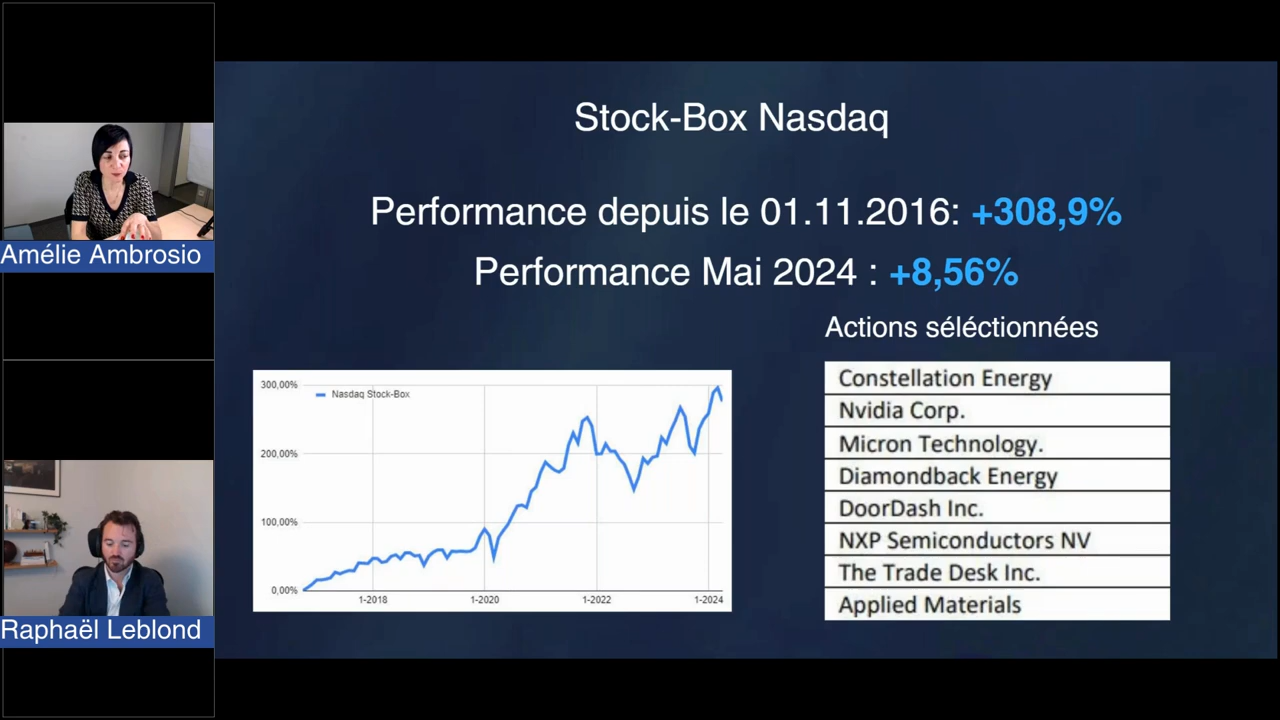 Stock-Box Nasdaq
Performance depuis le 01.11.2016: +308,9%
Performance Mai 2024 : +8,56%
Amélie Ambrosio
Actions séléctionnées
300,00%
Nasdaq Stock-Box
200,00%
100,00%
0,00%
1-2018
1-2020
1-2022
1-2024
Constellation Energy
Nvidia Corp.
Micron Technology.
Diamondback Energy
DoorDash Inc.
NXP Semiconductors NV
The Trade Desk Inc.
Applied Materials
Raphaël Leblond